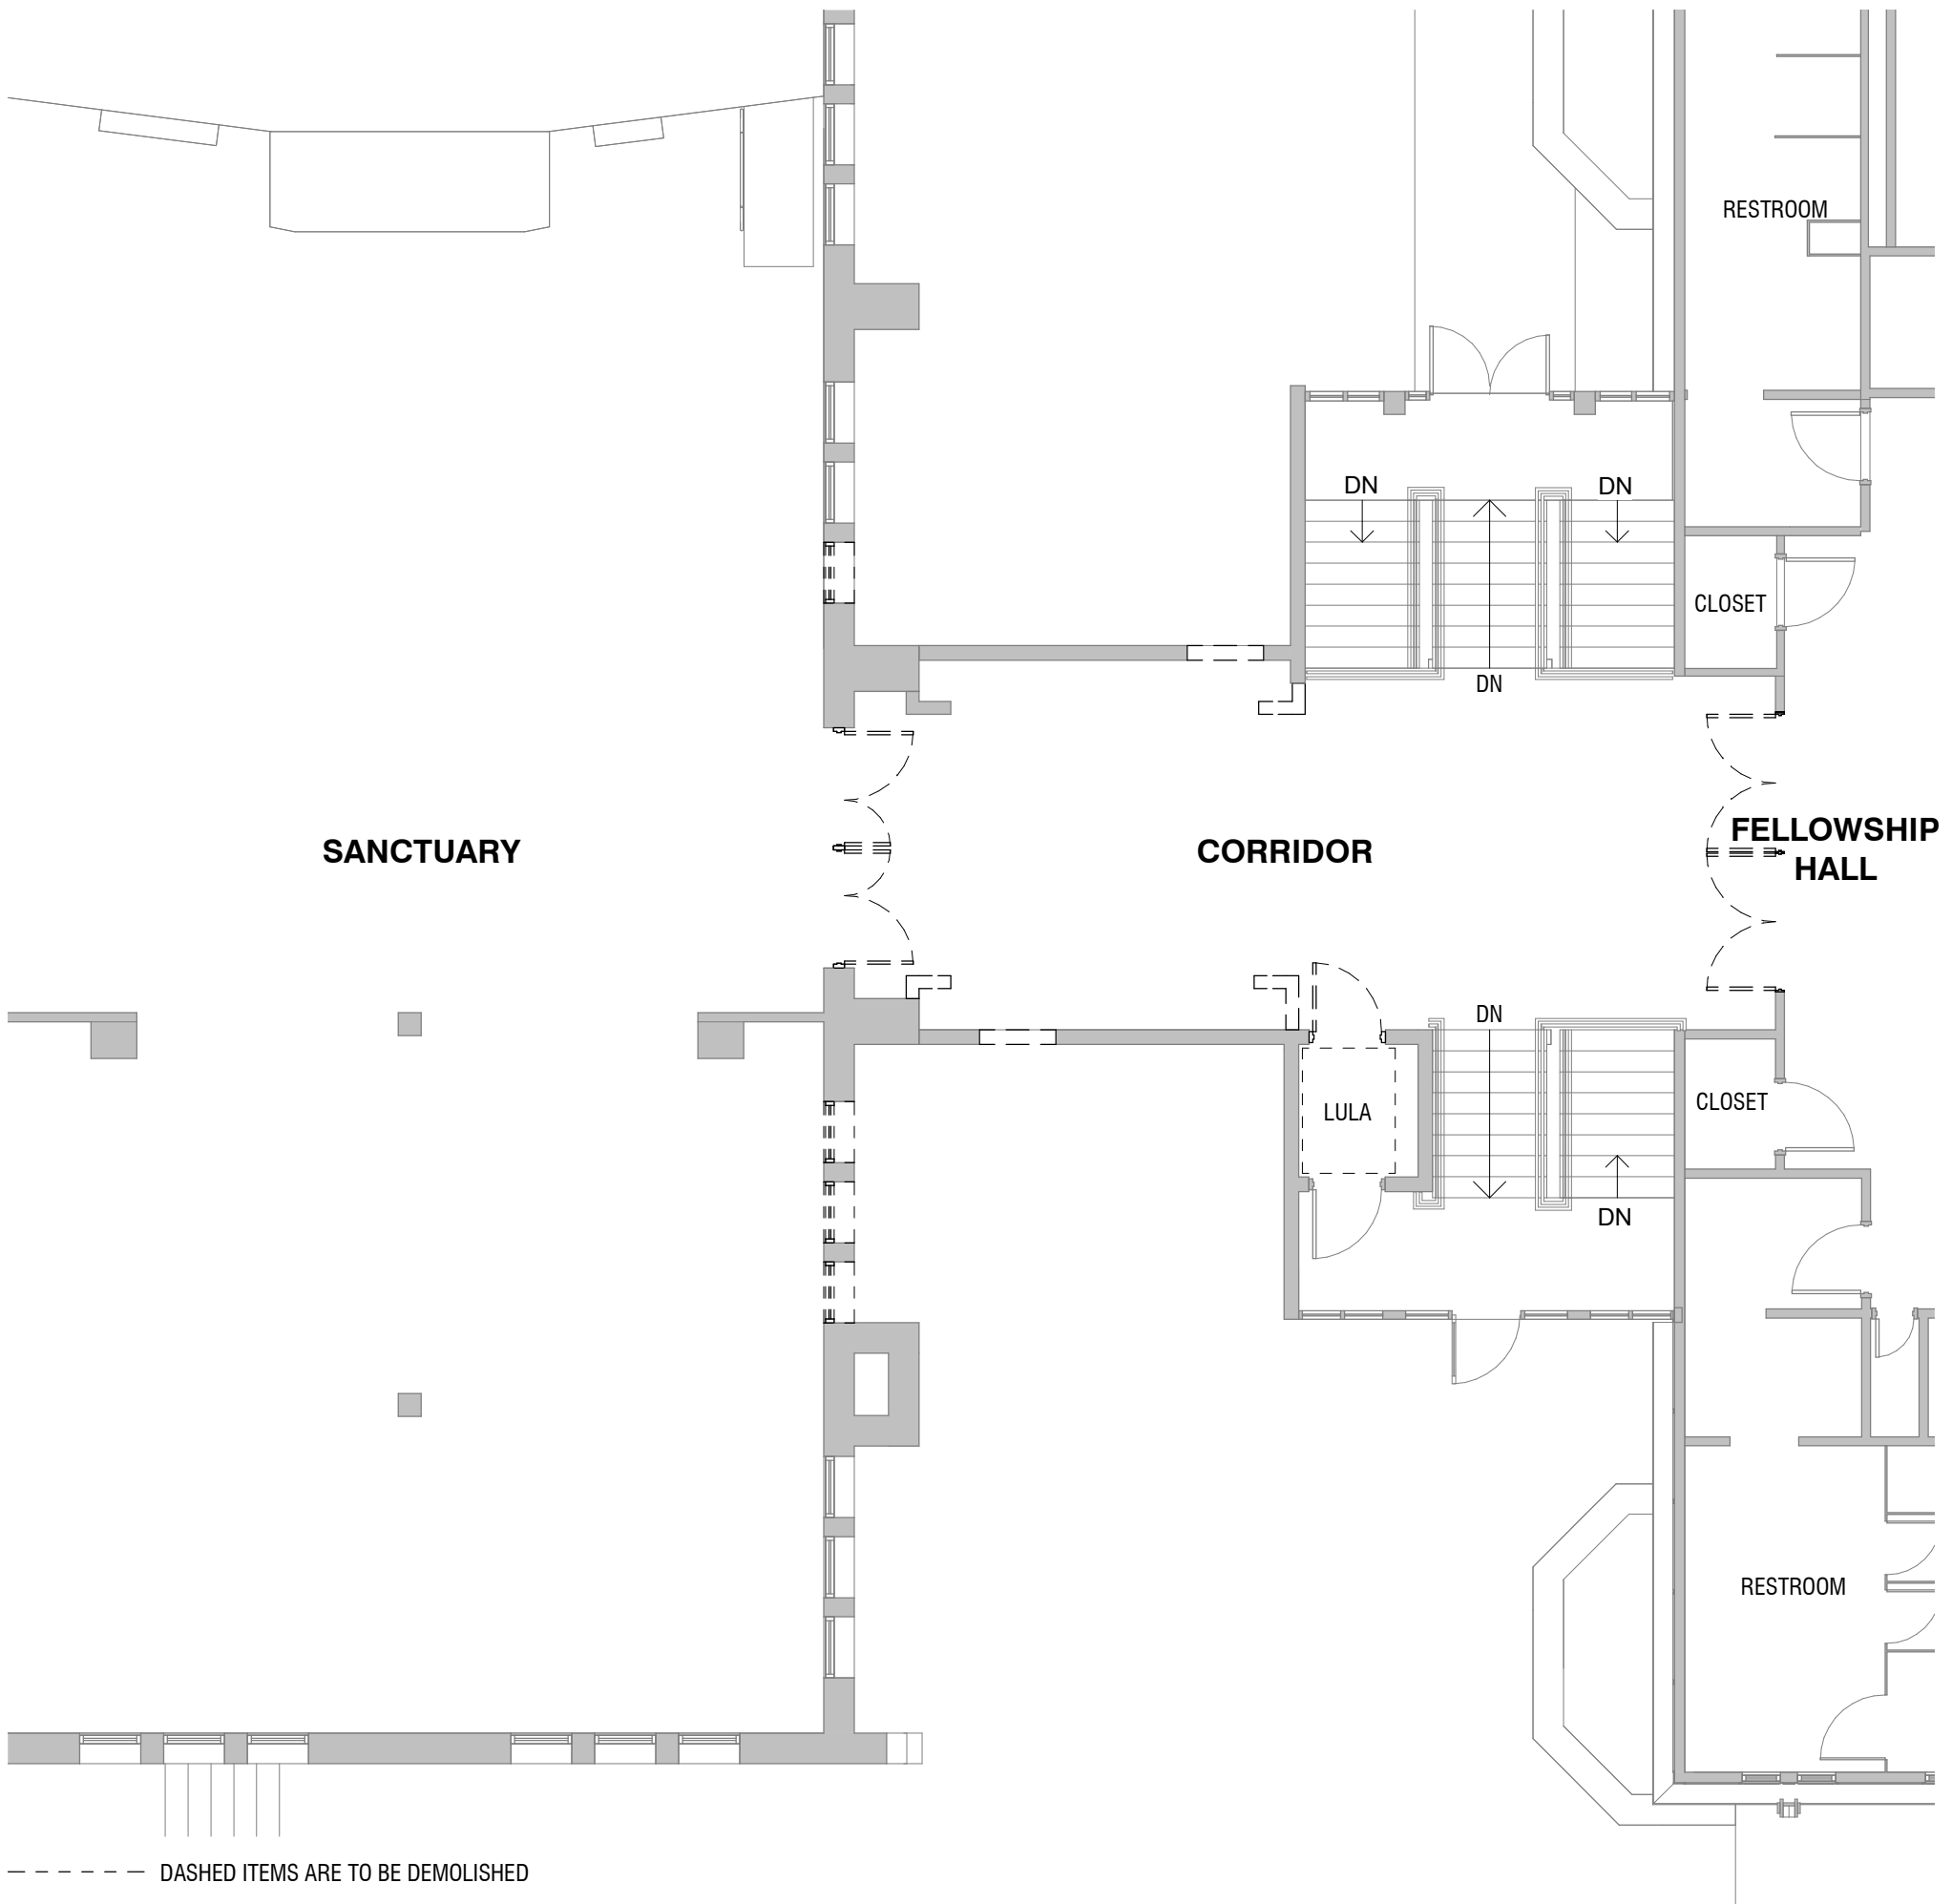 RESTROOM
DN
DN
CLOSET
DN
SANCTUARY
CORRIDOR
FELLOWSHIP
HALL
DN
LULA
CLOSET
DN
RESTROOM
DASHED ITEMS ARE TO BE DEMOLISHED